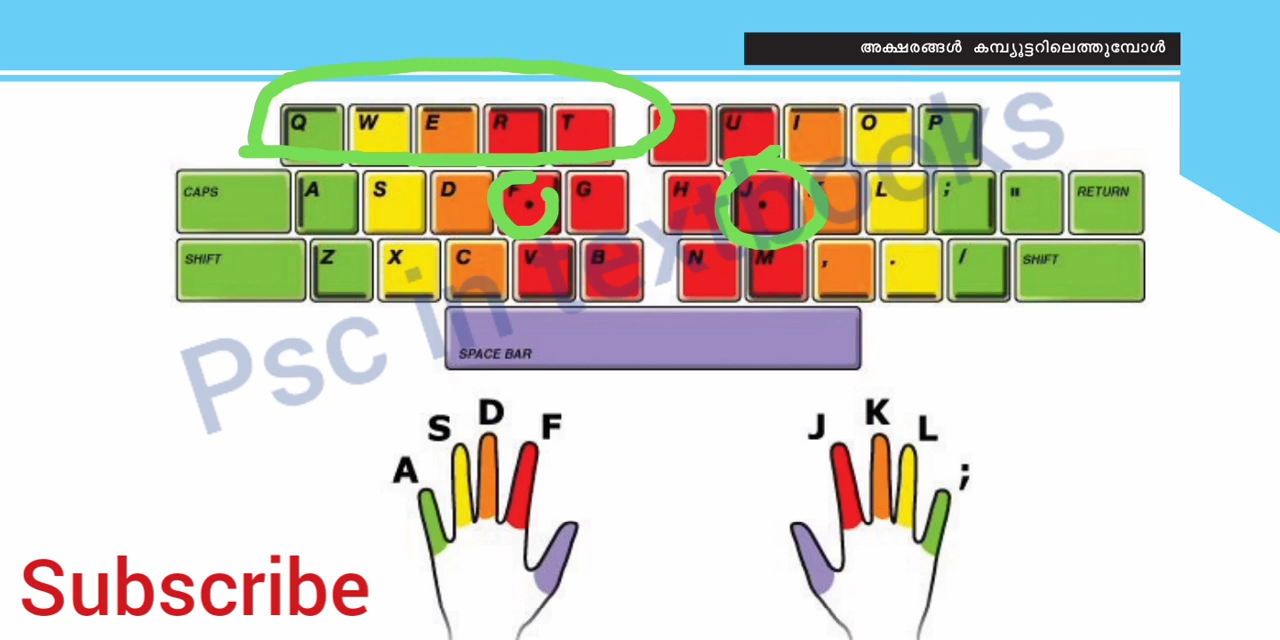 അക്ഷരങ്ങൾ കമ്പ്യൂട്ടറിലെത്തുമ്പോൾ
Q W E R T U I O P
CAPS A S D F G H J K L ; " RETURN
SHIFT Z X C V B N M , . / SHIFT
SPACE BAR
Psc in textbooks
A S D F J K L ;
Subscribe